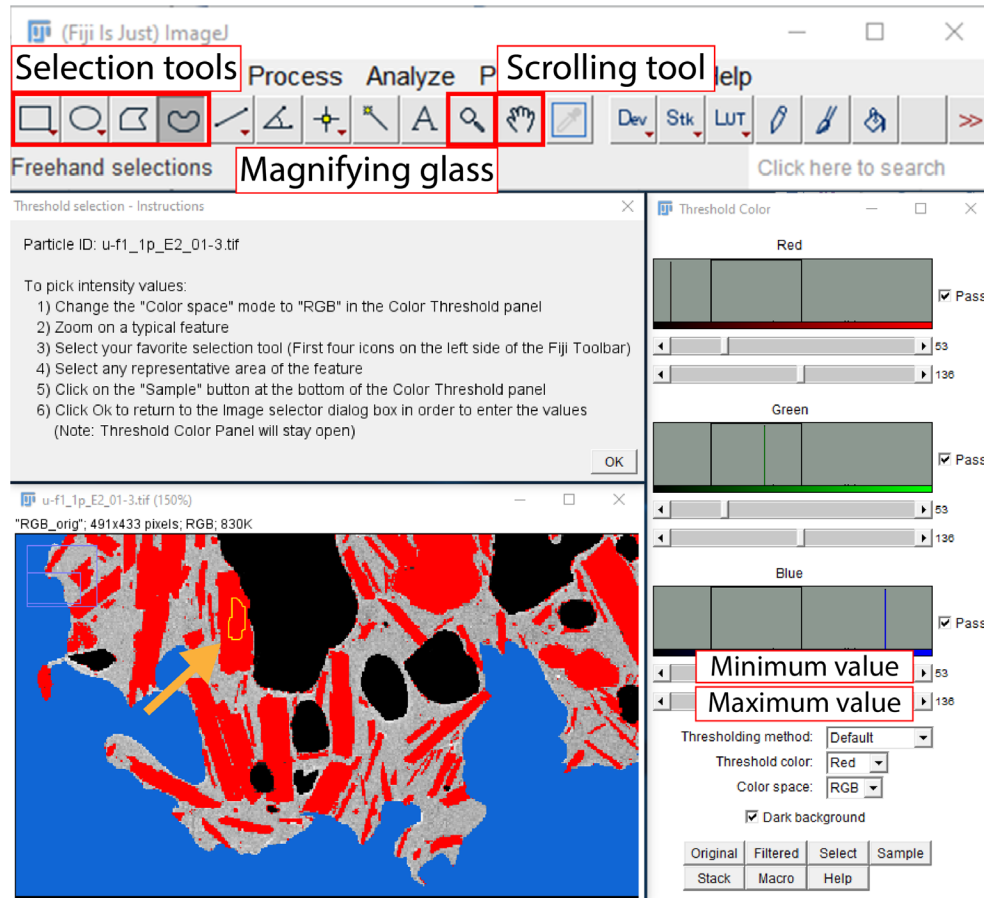 (Fiji Is Just) ImageJ
Selection tools Process Analyze P Scrolling tool Help
A Dev Stk LUT >>
Freehand selections Magnifying glass Click here to search
Threshold selection - Instructions
Particle ID: u-f1_1p_E2_01-3.tif
To pick intensity values:
1) Change the "Color space" mode to "RGB" in the Color Threshold panel
2) Zoom on a typical feature
3) Select your favorite selection tool (First four icons on the left side of the Fiji Toolbar)
4) Select any representative area of the feature
5) Click on the "Sample" button at the bottom of the Color Threshold panel
6) Click Ok to return to the Image selector dialog box in order to enter the values
(Note: Threshold Color Panel will stay open)
OK
u-f1_1p_E2_01-3.tif (150%)
"RGB_orig"; 491x433 pixels; RGB; 830K
Threshold Color
Red
Pass
53
136
Green
Pass
53
136
Blue
Pass
Minimum value 53
Maximum value 136
Thresholding method: Default
Threshold color: Red
Color space: RGB
Dark background
Original Filtered Select Sample
Stack Macro Help